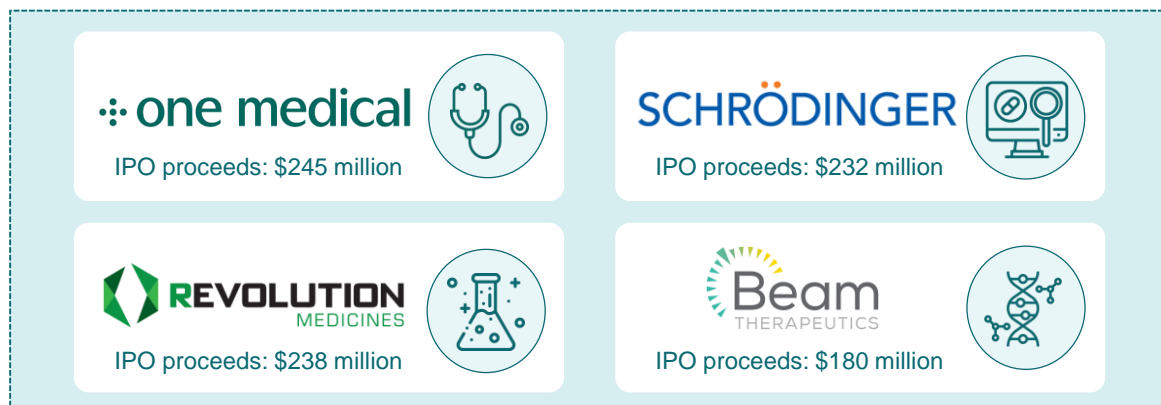 one medical
IPO proceeds: $245 million
SCHRÖDINGER
IPO proceeds: $232 million
REVOLUTION
MEDICINES
IPO proceeds: $238 million
Beam
THERAPEUTICS
IPO proceeds: $180 million